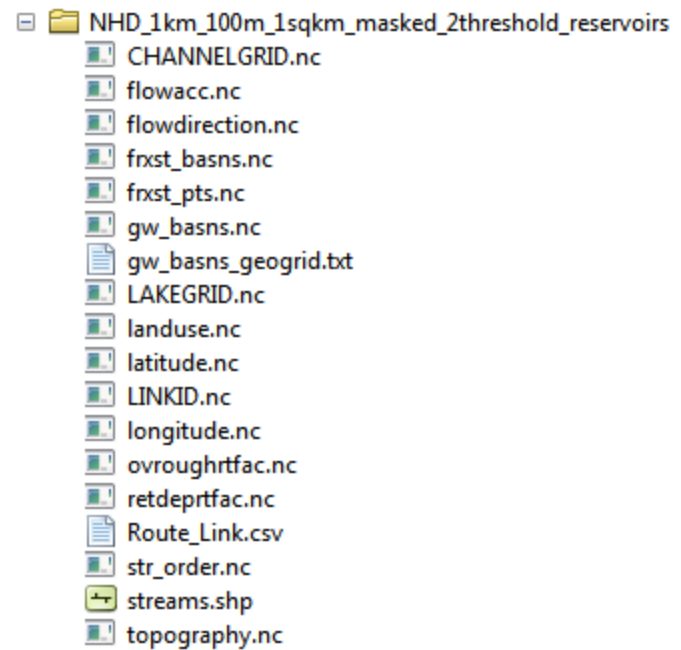 NHD_1km_100m_1sqkm_masked_2threshold_reservoirs
CHANNELGRID.nc
flowacc.nc
flowdirection.nc
frxst_basns.nc
frxst_pts.nc
gw_basns.nc
gw_basns_geogrid.txt
LAKEGRID.nc
landuse.nc
latitude.nc
LINKID.nc
longitude.nc
ovroughrtfac.nc
retdeprtfac.nc
Route_Link.csv
str_order.nc
streams.shp
topography.nc